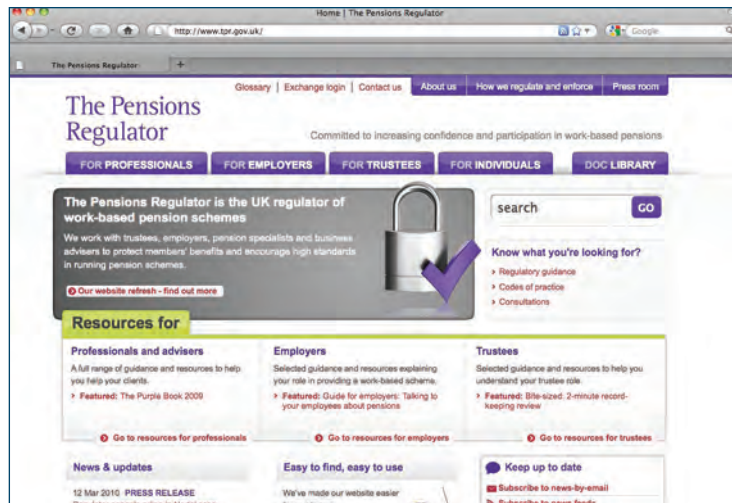 Home | The Pensions Regulator
http://www.tpr.gov.uk/
Google
The Pensions Regulator
Glossary | Exchange login | Contact us
About us
How we regulate and enforce
Press room
The Pensions
Regulator
Committed to increasing confidence and participation in work-based pensions
FOR PROFESSIONALS
FOR EMPLOYERS
FOR TRUSTEES
FOR INDIVIDUALS
DOC LIBRARY
The Pensions Regulator is the UK regulator of
work-based pension schemes
We work with trustees, employers, pension specialists and business
advisers to protect members' benefits and encourage high standards
in running pension schemes.
Our website refresh - find out more
search
GO
Know what you're looking for?
Regulatory guidance
Codes of practice
Consultations
Resources for
Professionals and advisers
A full range of guidance and resources to help
you help your clients.
Featured: The Purple Book 2009
Go to resources for professionals
Employers
Selected guidance and resources explaining
your role in providing a work-based scheme.
Featured: Guide for employers: Talking to
your employees about pensions
Go to resources for employers
Trustees
Selected guidance and resources to help you
understand your trustee role.
Featured: Bite-sized: 2-minute record-
keeping review
Go to resources for trustees
News & updates
12 Mar 2010 PRESS RELEASE
Easy to find, easy to use
We've made our website easier
Keep up to date
Subscribe to news-by-email
Subscribe to news feeds